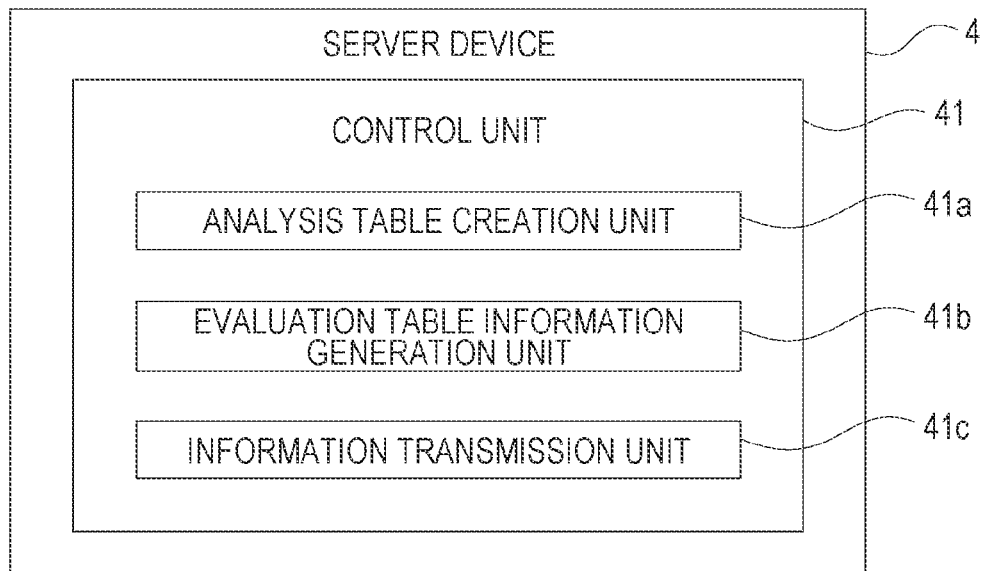 SERVER DEVICE
4
CONTROL UNIT
41
ANALYSIS TABLE CREATION UNIT
41a
EVALUATION TABLE INFORMATION
GENERATION UNIT
41b
INFORMATION TRANSMISSION UNIT
41c